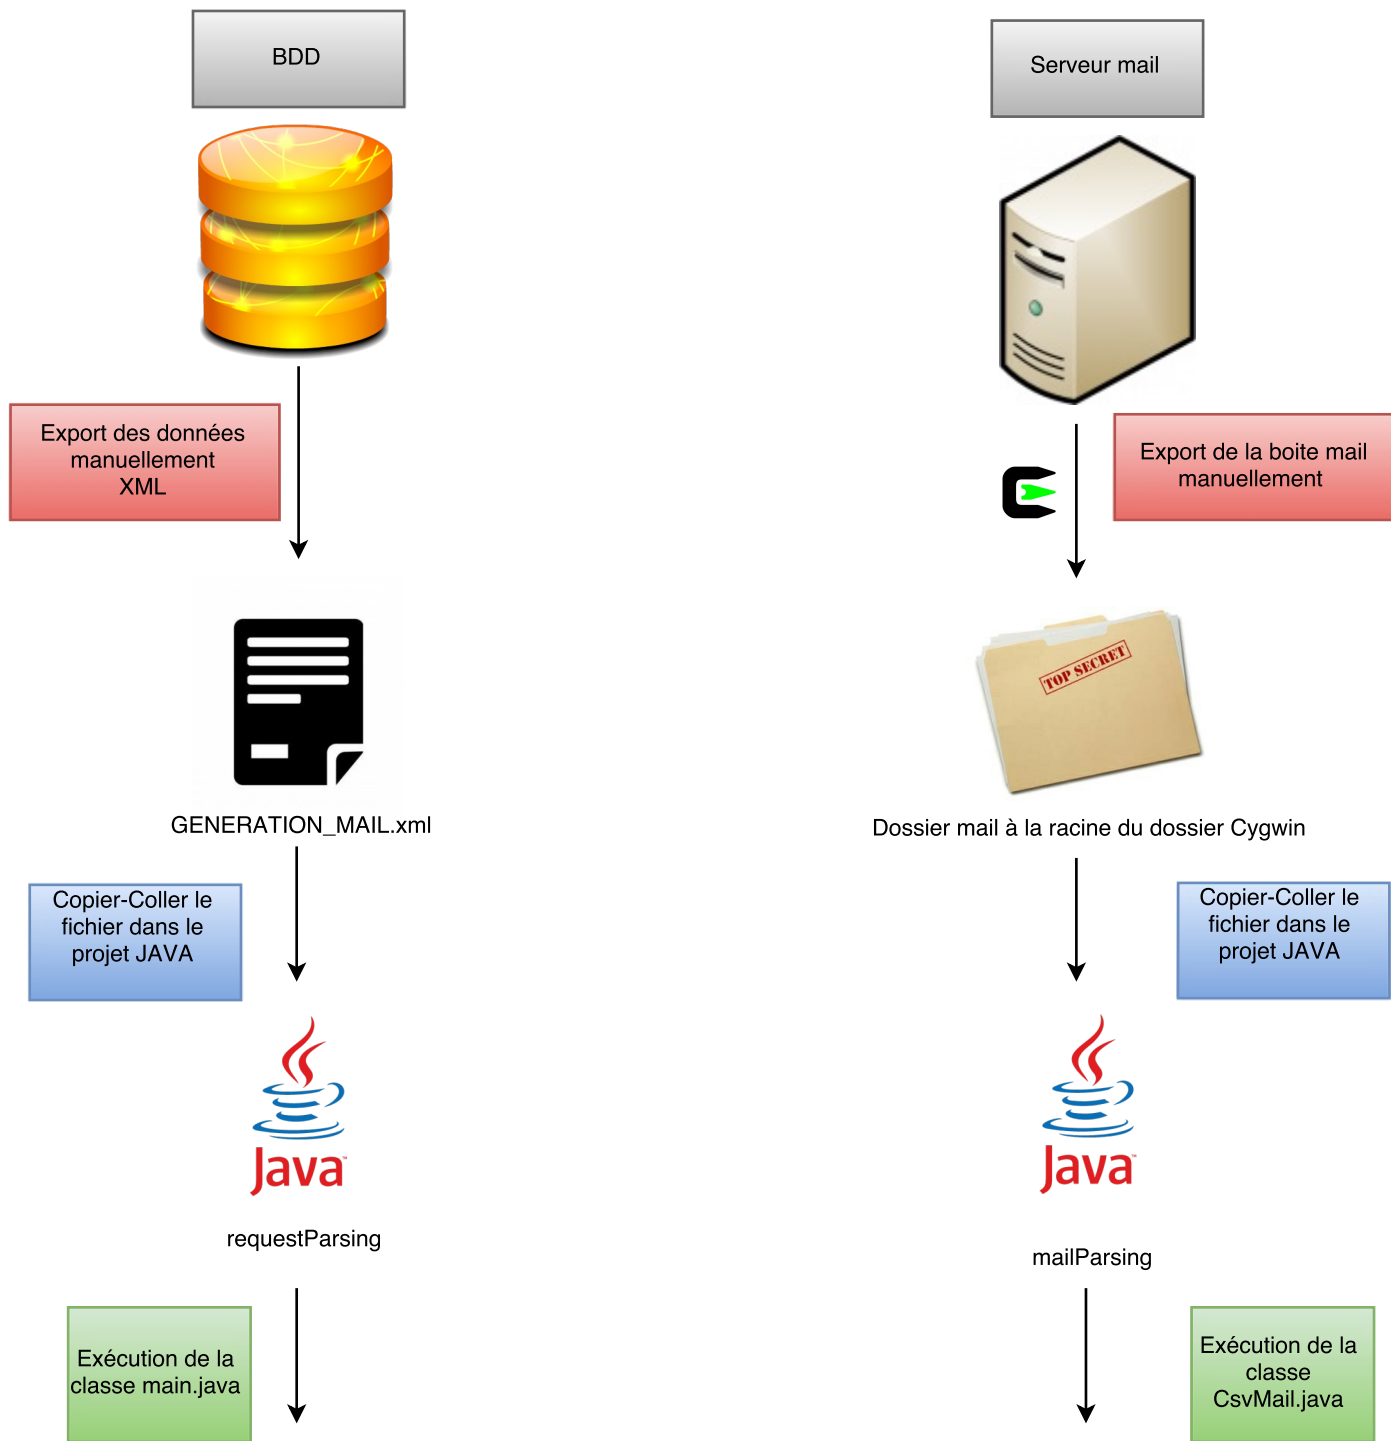 BDD
Serveur mail
Export des données
manuellement
XML
Export de la boite mail
manuellement
TOP SECRET
GENERATION_MAIL.xml
Dossier mail à la racine du dossier Cygwin
Copier-Coller le
fichier dans le
projet JAVA
Copier-Coller le
fichier dans le
projet JAVA
Java™
Java™
requestParsing
mailParsing
Exécution de la
classe main.java
Exécution de la
classe
CsvMail.java